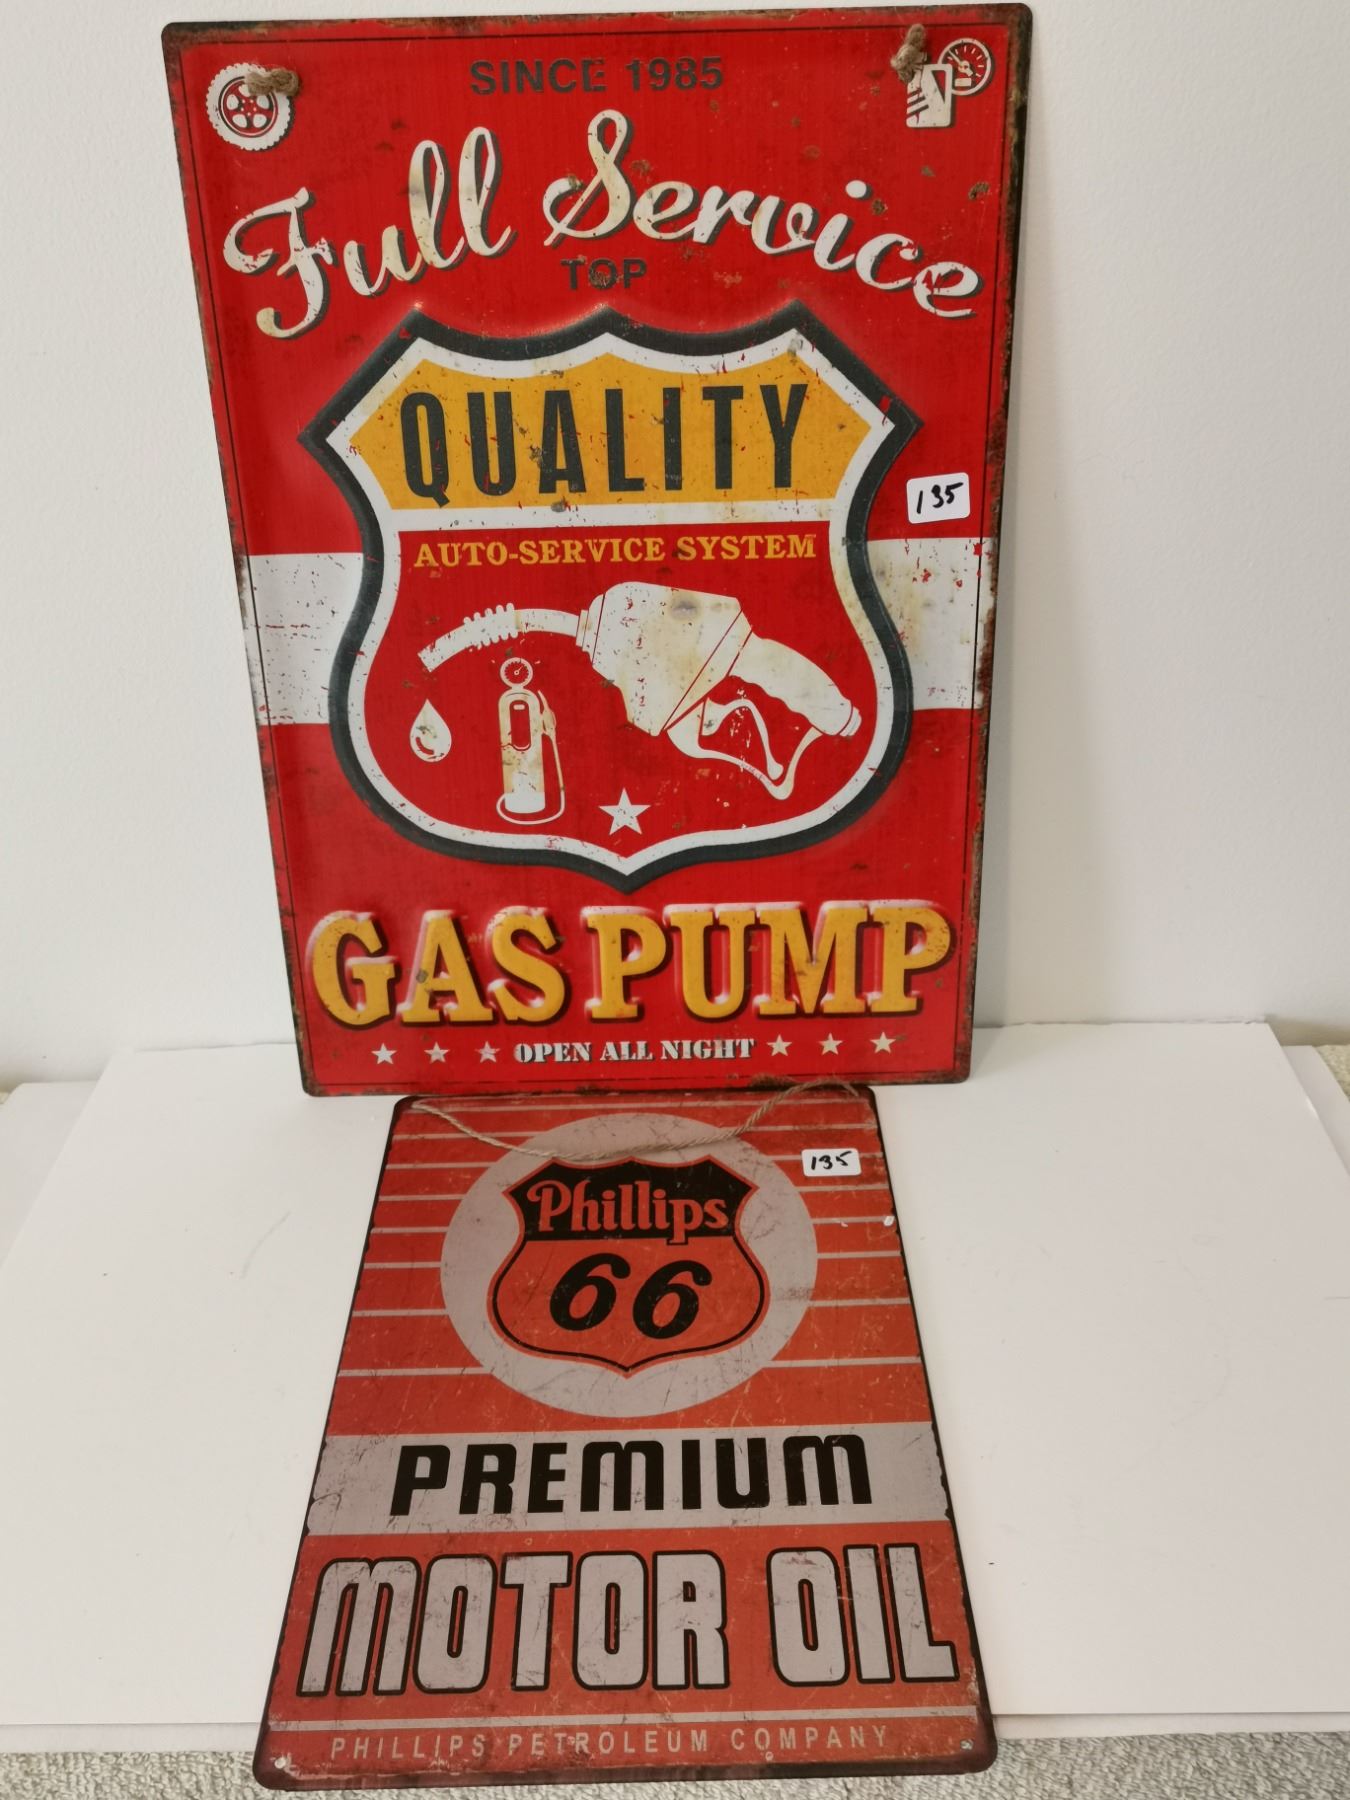 SINCE 1985
Full Service
TOP
QUALITY
135
AUTO-SERVICE SYSTEM
GAS PUMP
OPEN ALL NIGHT
135
Phillips
66
PREMIUM
MOTOR OIL
PHILLIPS PETROLEUM COMPANY